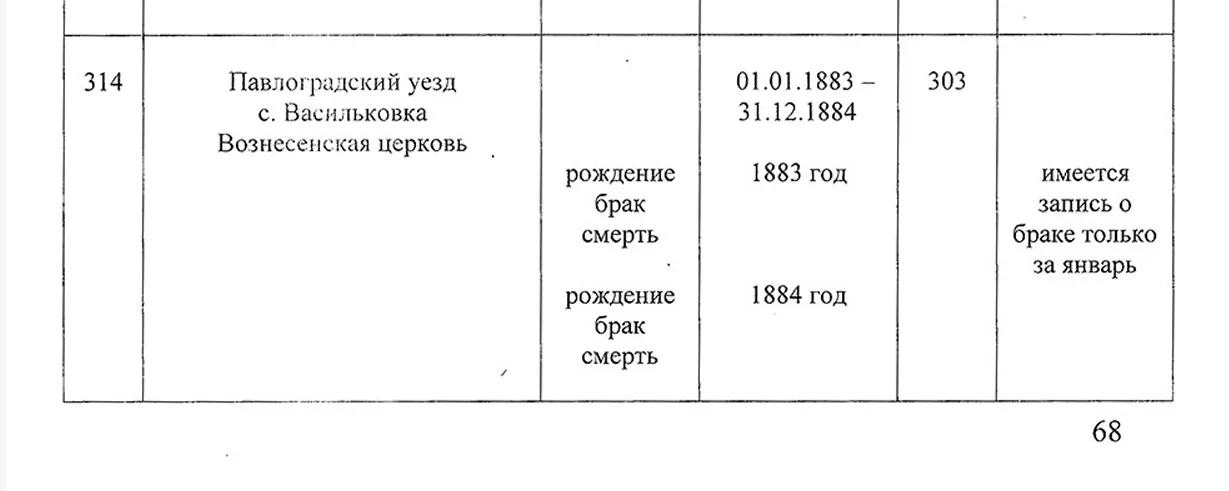 314
Павлоградский уезд
с. Васильковка
Вознесенская церковь
рождение
брак
смерть
рождение
брак
смерть
01.01.1883 –
31.12.1884
1883 год
1884 год
303
имеется
запись о
браке только
за январь
68